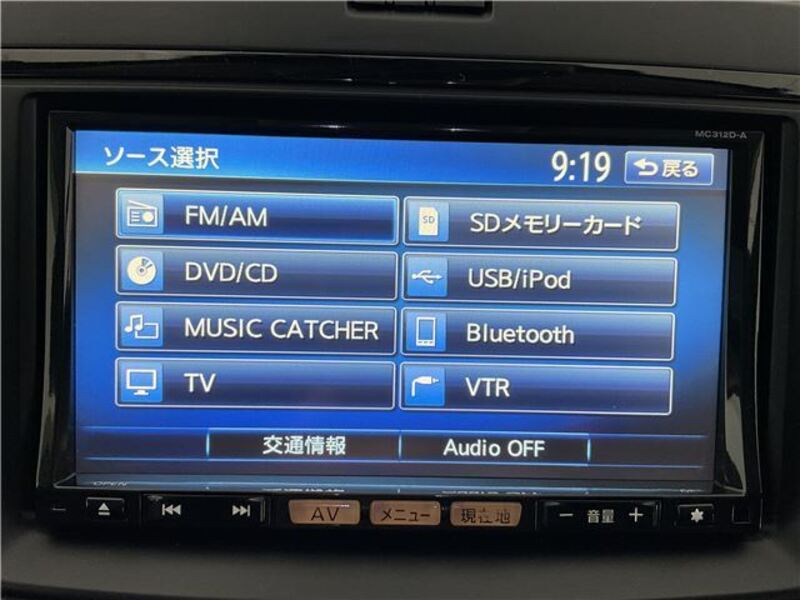 MC312D-A
ソース選択 9:19 戻る
FM/AM SD SDメモリーカード
DVD/CD USB/iPod
MUSIC CATCHER Bluetooth
TV VTR
交通情報 Audio OFF
OPEN
AV メニュー 現在地 − 音量 +